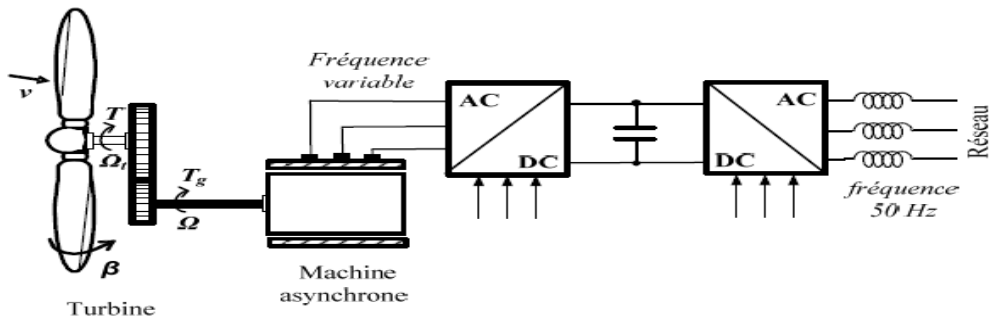 v
T
Ωt
Tg
Ω
β
Turbine
Fréquence
variable
Machine
asynchrone
AC
DC
AC
DC
fréquence
50 Hz
Réseau